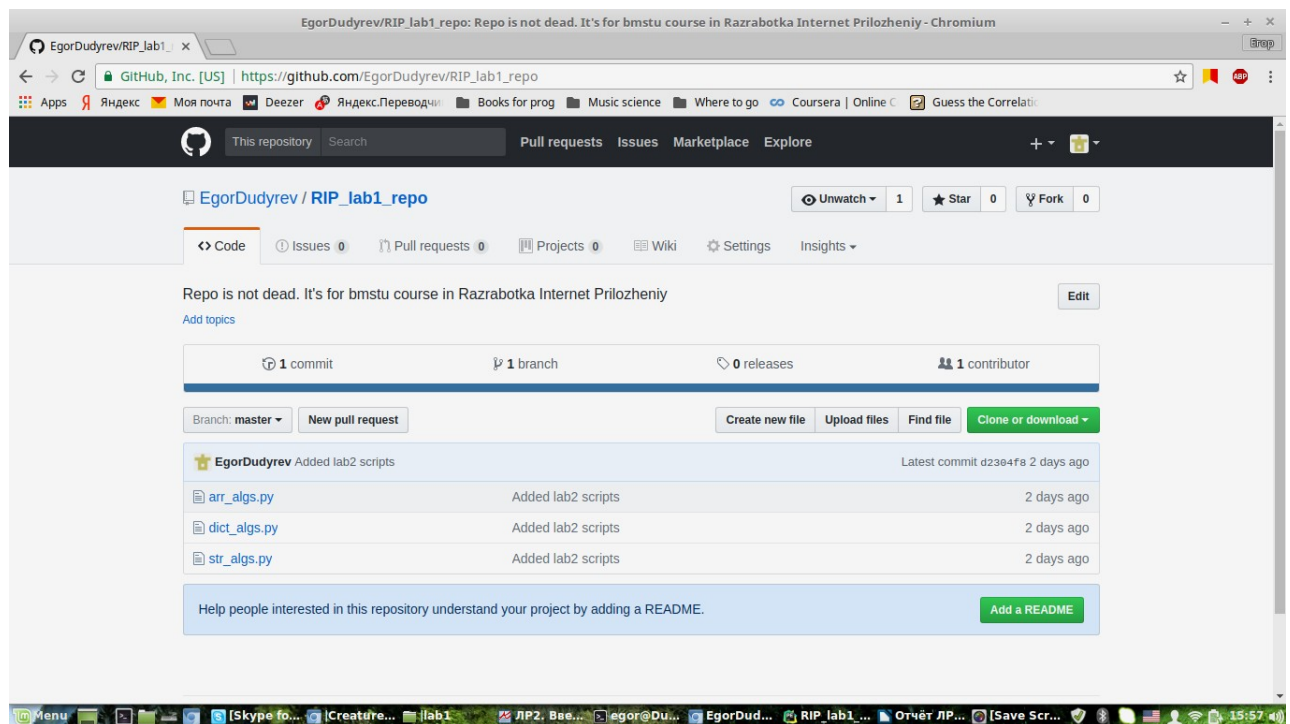 EgorDudyrev/RIP_lab1_repo: Repo is not dead. It's for bmstu course in Razrabotka Internet Prilozheniy - Chromium
EgorDudyrev/RIP_lab1_
Егор
GitHub, Inc. [US] | https://github.com/EgorDudyrev/RIP_lab1_repo
Apps Яндекс Моя почта Deezer Яндекс.Переводчи Books for prog Music science Where to go Coursera | Online C Guess the Correlatic
This repository Search Pull requests Issues Marketplace Explore
EgorDudyrev / RIP_lab1_repo Unwatch 1 Star 0 Fork 0
Code Issues 0 Pull requests 0 Projects 0 Wiki Settings Insights
Repo is not dead. It's for bmstu course in Razrabotka Internet Prilozheniy Edit
Add topics
1 commit 1 branch 0 releases 1 contributor
Branch: master New pull request Create new file Upload files Find file Clone or download
EgorDudyrev Added lab2 scripts Latest commit d2304f8 2 days ago
arr_algs.py Added lab2 scripts 2 days ago
dict_algs.py Added lab2 scripts 2 days ago
str_algs.py Added lab2 scripts 2 days ago
Help people interested in this repository understand your project by adding a README. Add a README
Menu [Skype fo... [Creature... lab1 ЛР2. Вве... egor@Du... EgorDud... RIP_lab1_... Отчёт ЛР... [Save Scr... 15:57